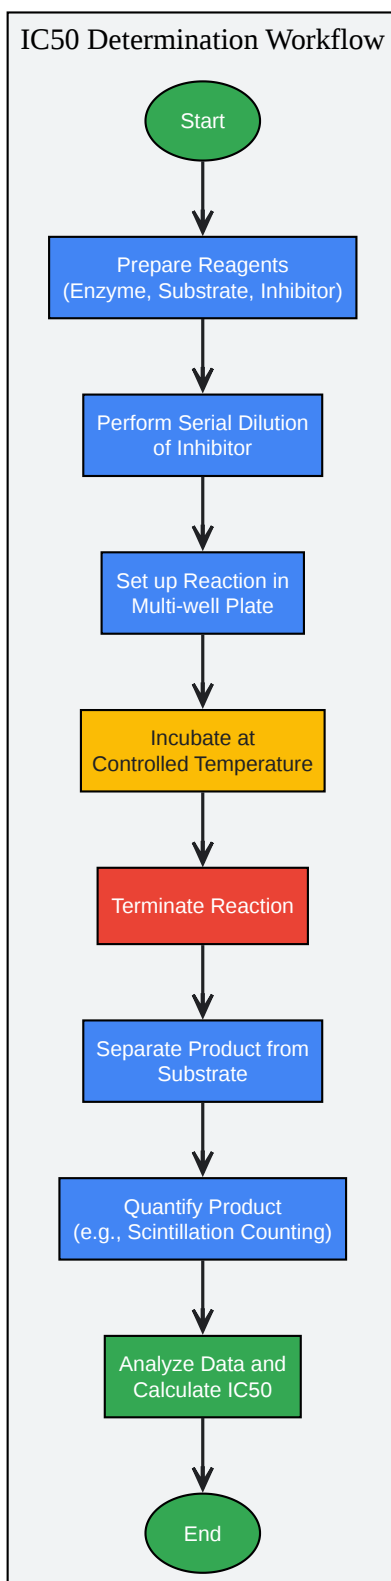 IC50 Determination Workflow
Start
Prepare Reagents
(Enzyme, Substrate, Inhibitor)
Perform Serial Dilution
of Inhibitor
Set up Reaction in
Multi-well Plate
Incubate at
Controlled Temperature
Terminate Reaction
Separate Product from
Substrate
Quantify Product
(e.g., Scintillation Counting)
Analyze Data and
Calculate IC50
End